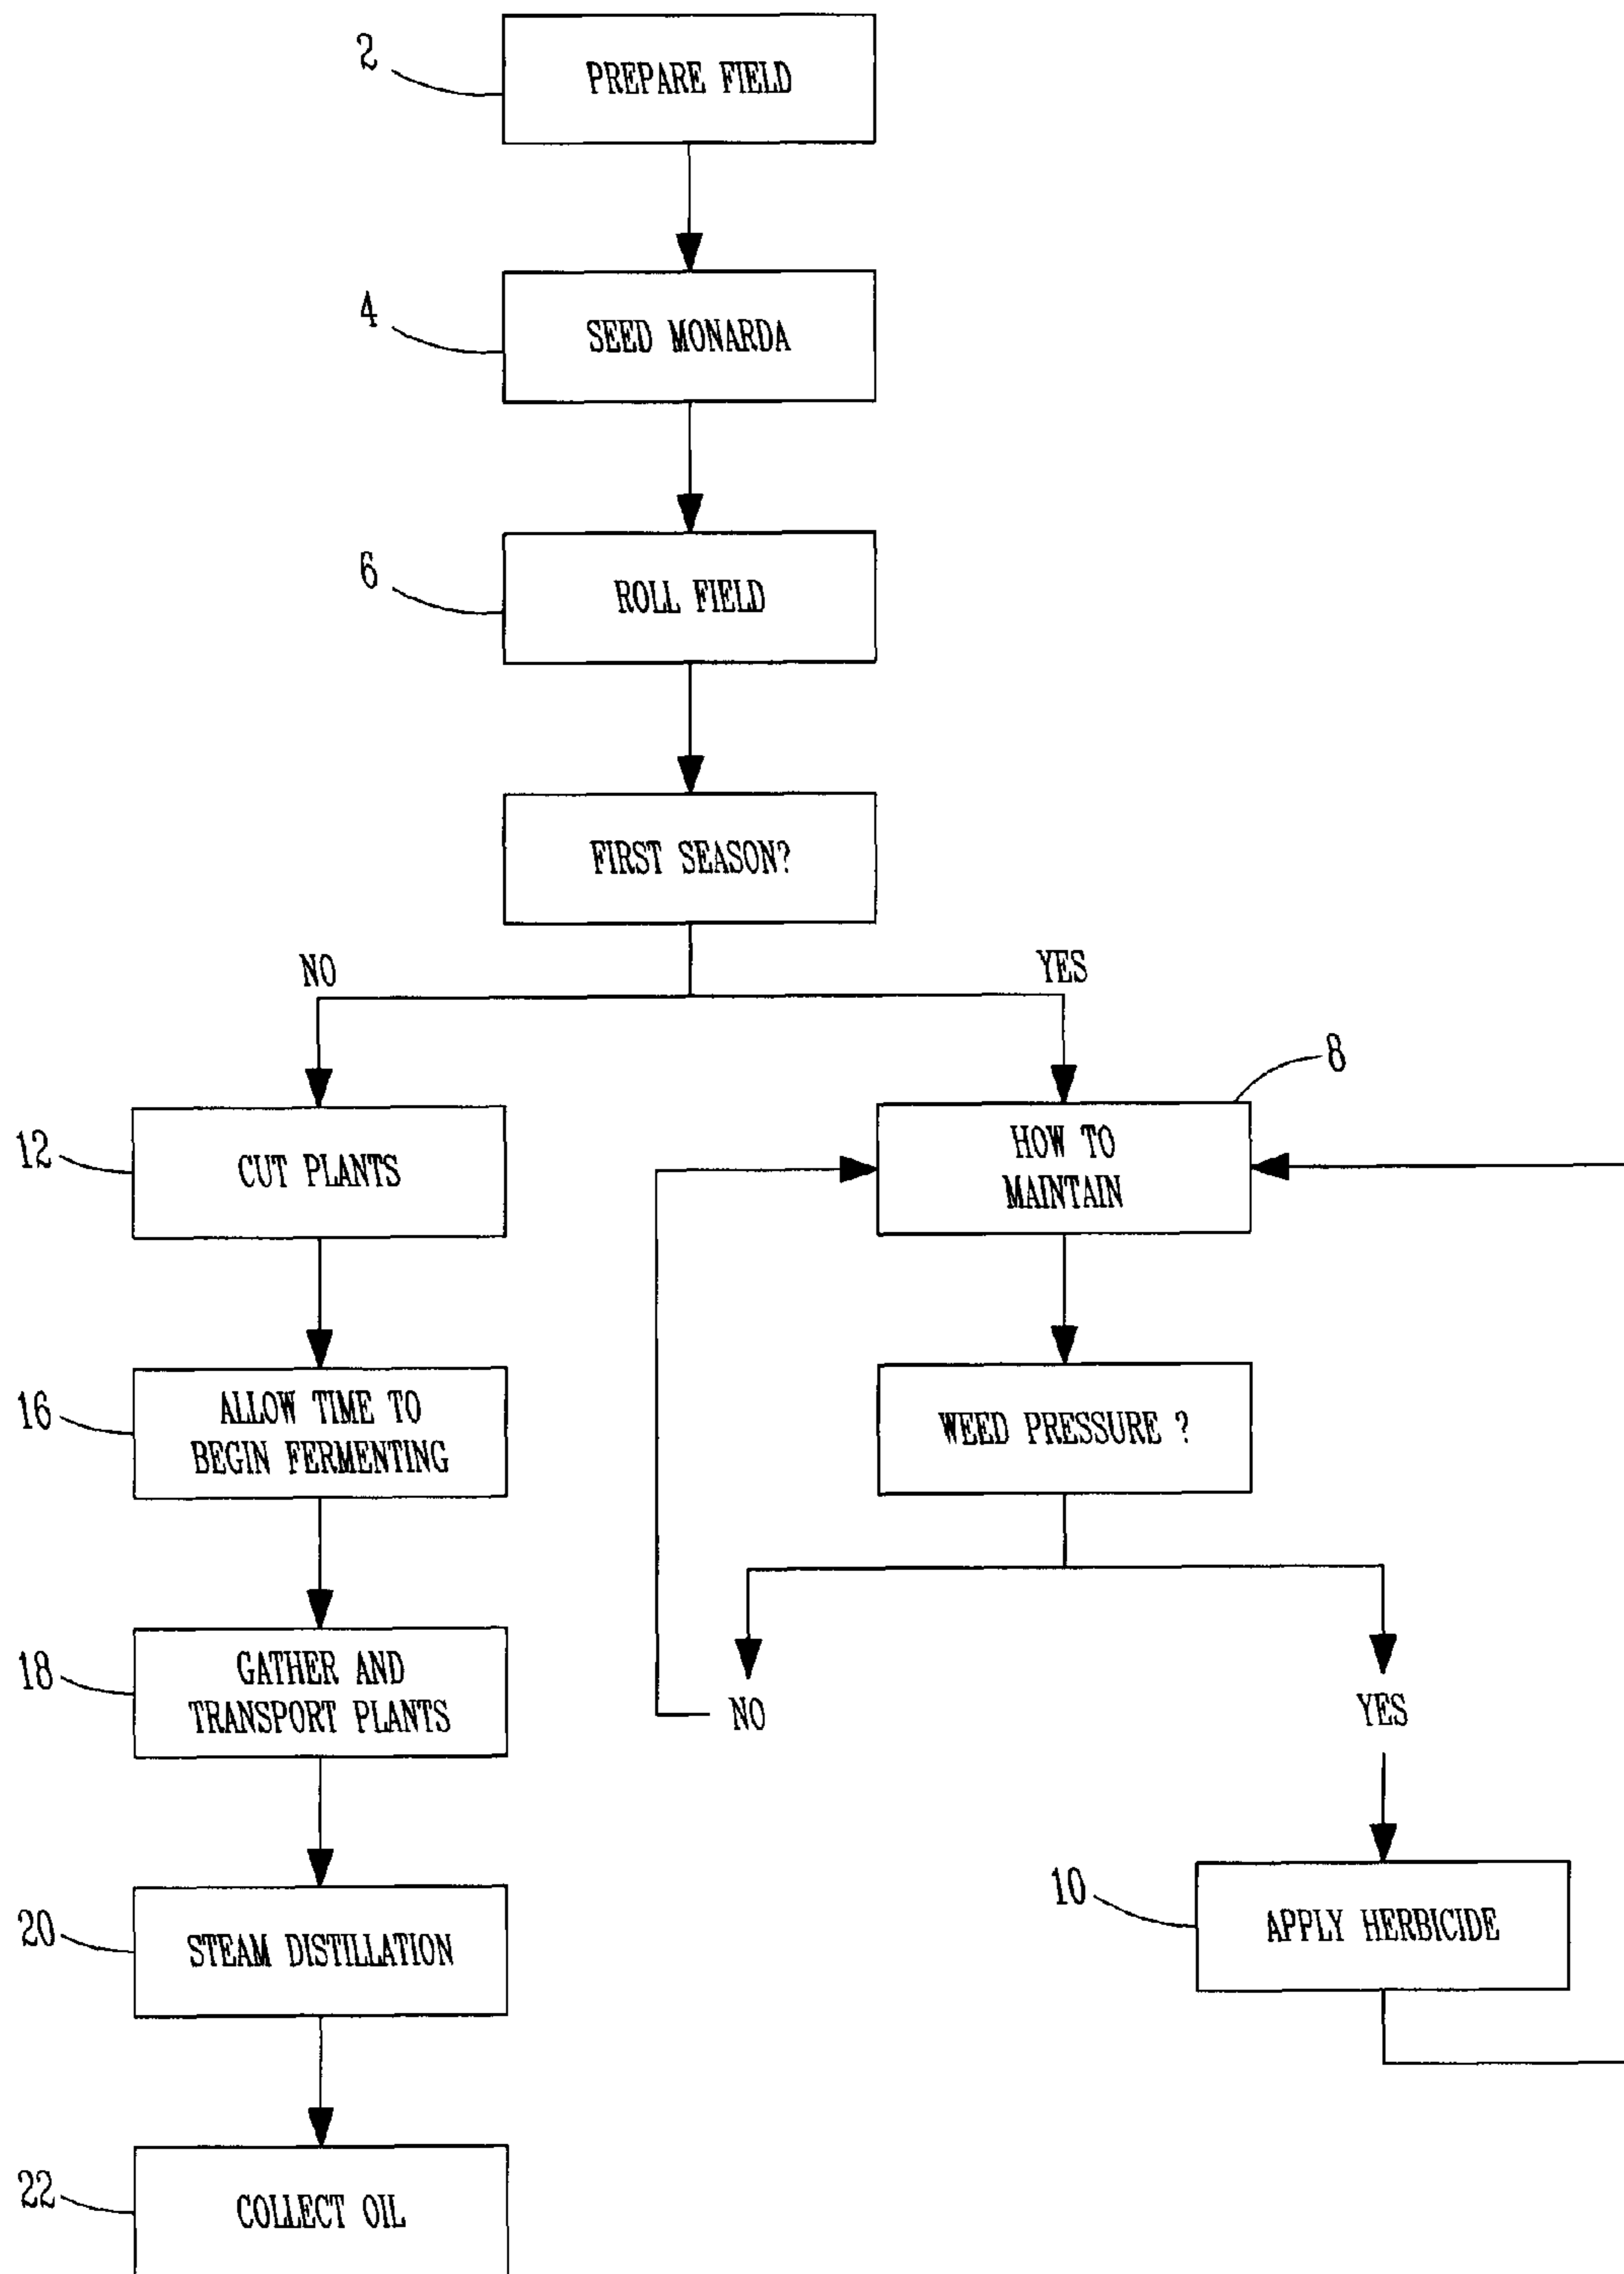 2
PREPARE FIELD
4
SEED MONARDA
6
ROLL FIELD
FIRST SEASON?
NO
YES
8
12
CUT PLANTS
HOW TO
MAINTAIN
16
ALLOW TIME TO
BEGIN FERMENTING
WEED PRESSURE ?
18
GATHER AND
TRANSPORT PLANTS
NO
YES
10
APPLY HERBICIDE
20
STEAM DISTILLATION
22
COLLECT OIL